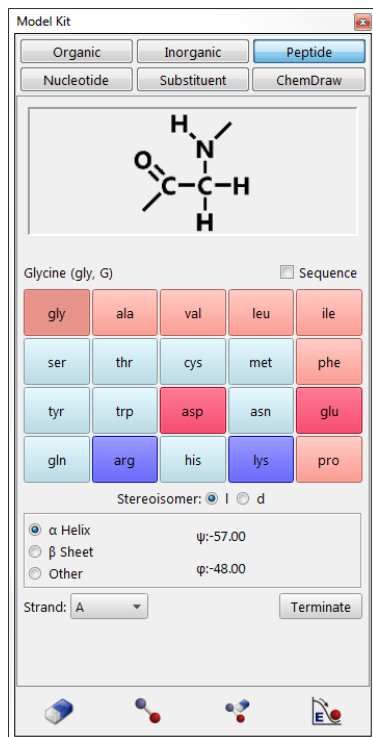 Model Kit
Organic Inorganic Peptide
Nucleotide Substituent ChemDraw
H
N
O
C-C-H
H
Glycine (gly, G) Sequence
gly ala val leu ile
ser thr cys met phe
tyr trp asp asn glu
gln arg his lys pro
Stereoisomer: l d
α Helix ψ:-57.00
β Sheet
Other φ:-48.00
Strand: A Terminate
E